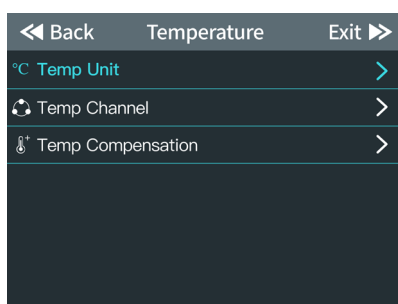 Back Temperature Exit
°C Temp Unit
Temp Channel
Temp Compensation